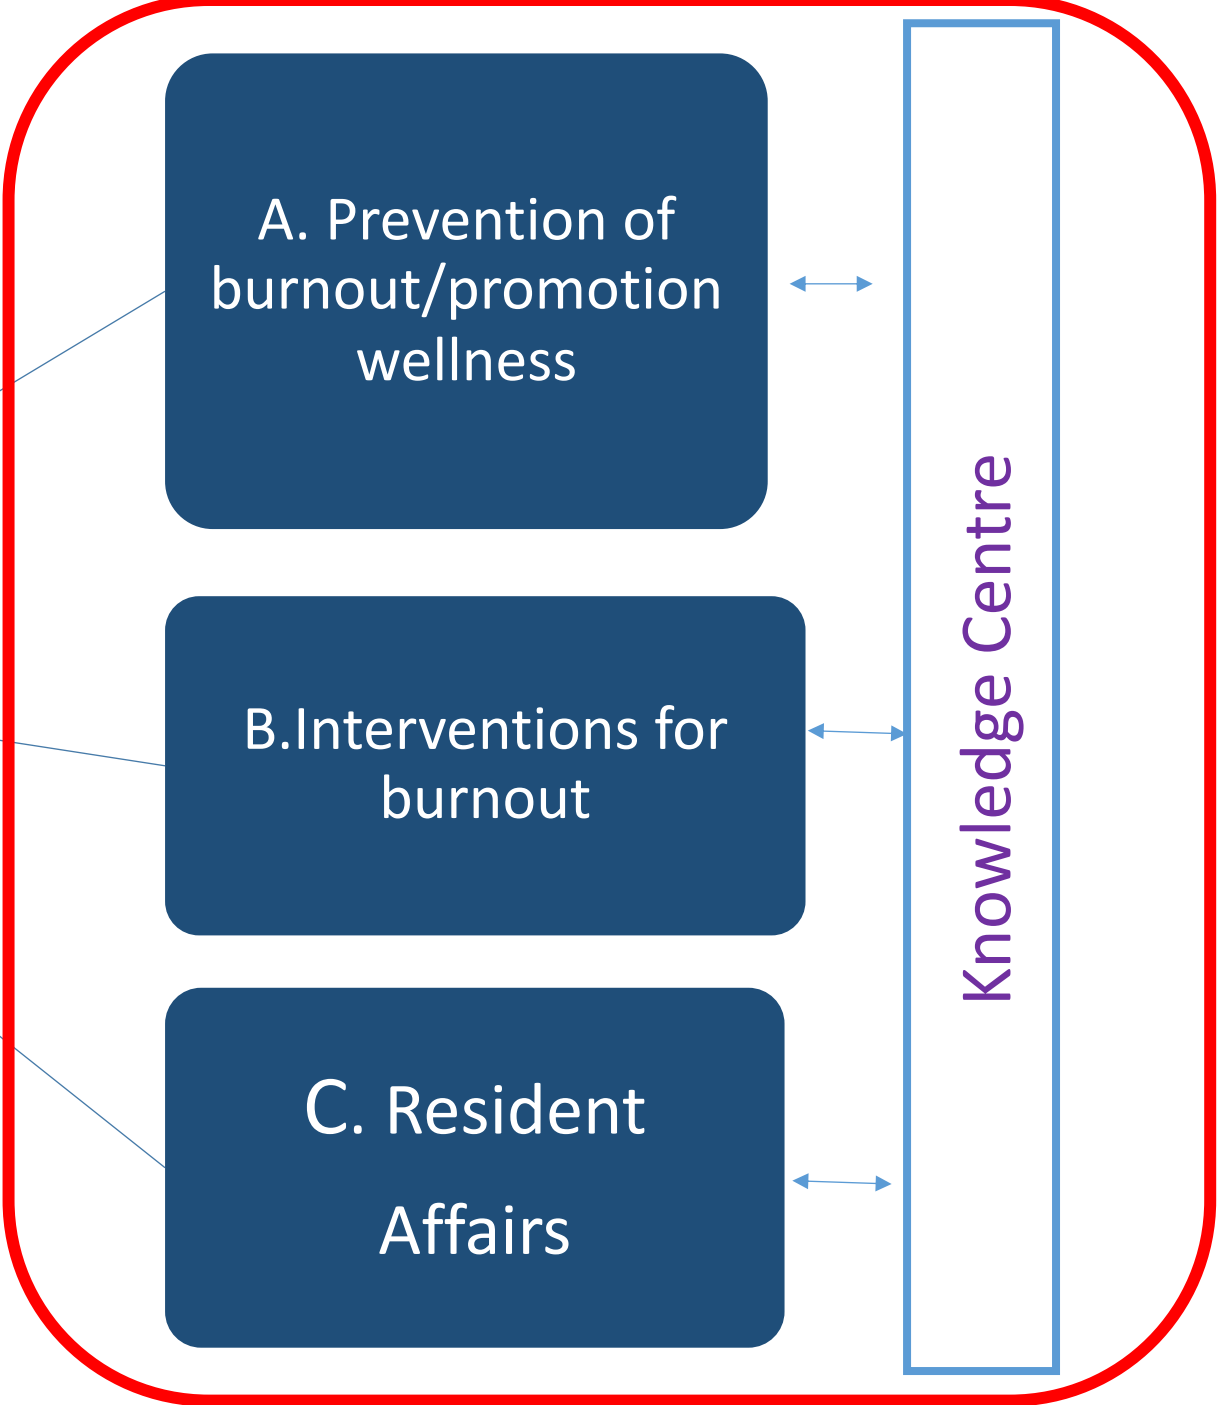 A. Prevention of
burnout/promotion
wellness
B.Interventions for
burnout
C. Resident
Affairs
Knowledge Centre